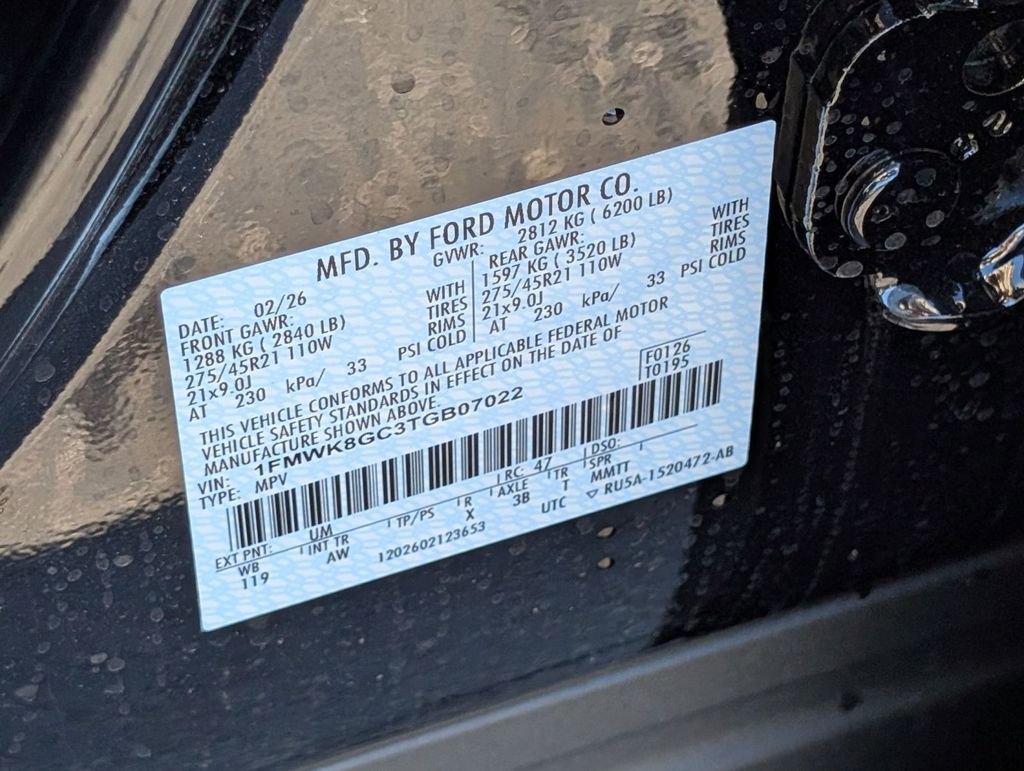 MFD. BY FORD MOTOR CO.
DATE: 02/26 GVWR: 2812 KG ( 6200 LB)
FRONT GAWR: WITH REAR GAWR: WITH
1288 KG ( 2840 LB) TIRES 1597 KG ( 3520 LB) TIRES
275/45R21 110W RIMS 275/45R21 110W RIMS
21x9.0J PSI COLD 21x9.0J PSI COLD
AT 230 kPa/ 33 AT 230 kPa/ 33
THIS VEHICLE CONFORMS TO ALL APPLICABLE FEDERAL MOTOR
VEHICLE SAFETY STANDARDS IN EFFECT ON THE DATE OF
MANUFACTURE SHOWN ABOVE.
F0126
T0195
VIN: 1FMWK8GC3TGB07022
TYPE: MPV
EXT PNT: UM RC: 47 DSO:
WB INT TR TP/PS R AXLE TR SPR
119 AW X 3B T MMTT
1202602123653 UTC ▽ RU5A-1520472-AB